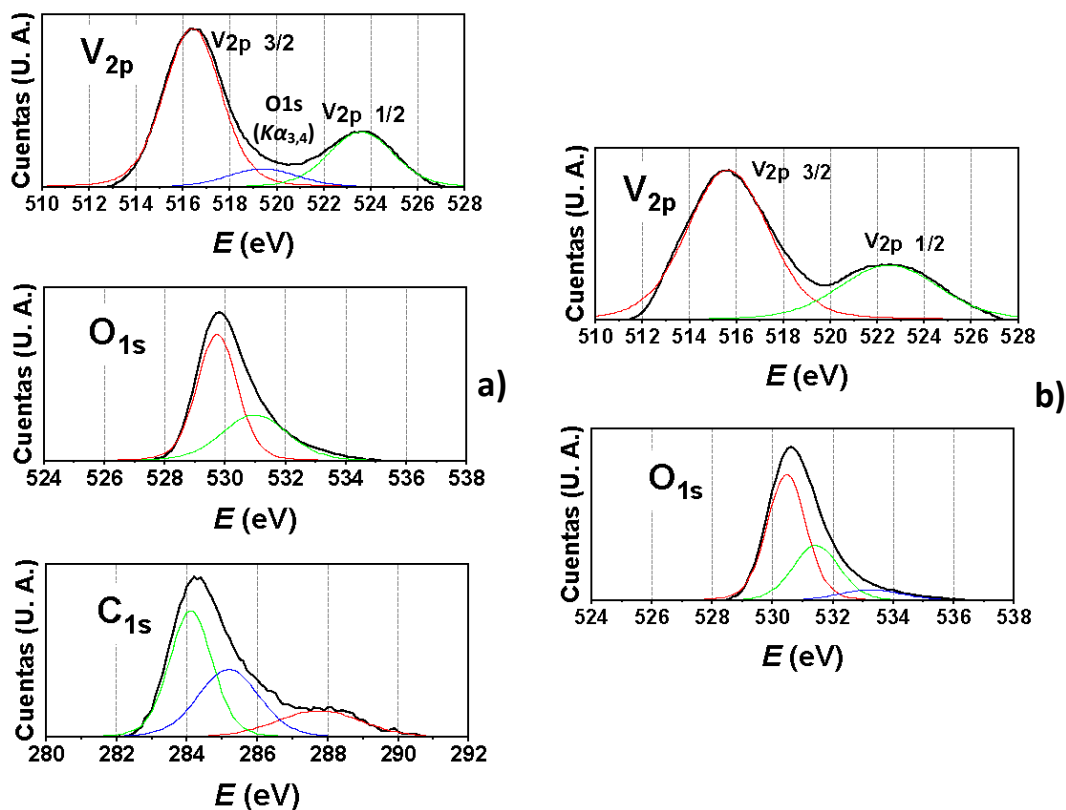 V2p
V2p 3/2
O1s
(Kα3,4)
V2p 1/2
Cuentas (U. A.)
510 512 514 516 518 520 522 524 526 528
E (eV)
O1s
Cuentas (U. A.)
524 526 528 530 532 534 536 538
E (eV)
a)
C1s
Cuentas (U. A.)
280 282 284 286 288 290 292
E (eV)
V2p
V2p 3/2
V2p 1/2
Cuentas (U. A.)
510 512 514 516 518 520 522 524 526 528
E (eV)
b)
O1s
Cuentas (U. A.)
524 526 528 530 532 534 536 538
E (eV)